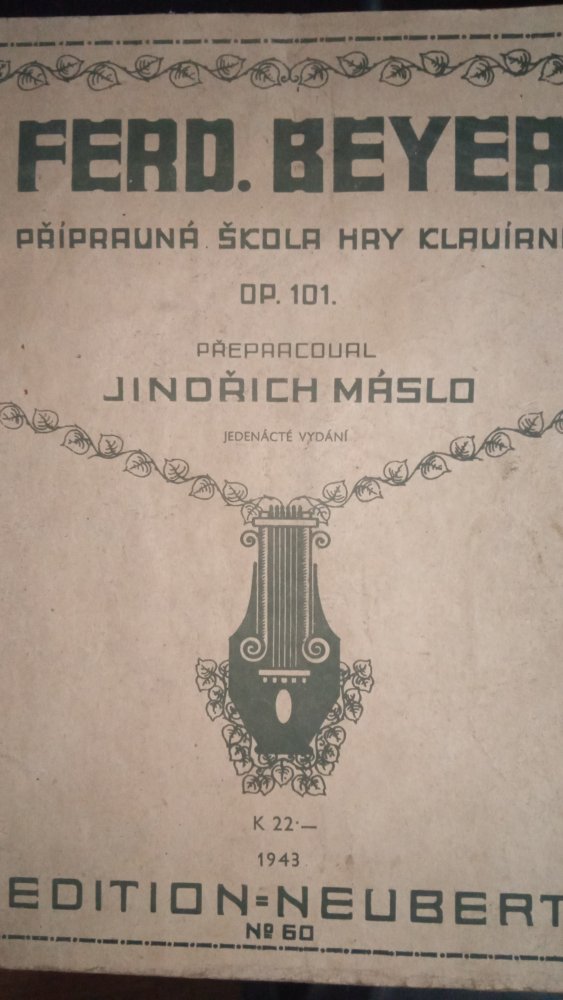 FERD. BEYER
PŘÍPRAVNÁ ŠKOLA HRY KLAVÍRNÍ
OP. 101.
PŘEPRACOVAL
JINDŘICH MÁSLO
JEDENÁCTÉ VYDÁNÍ
K 22·—
1943
EDITION=NEUBERT
No 60